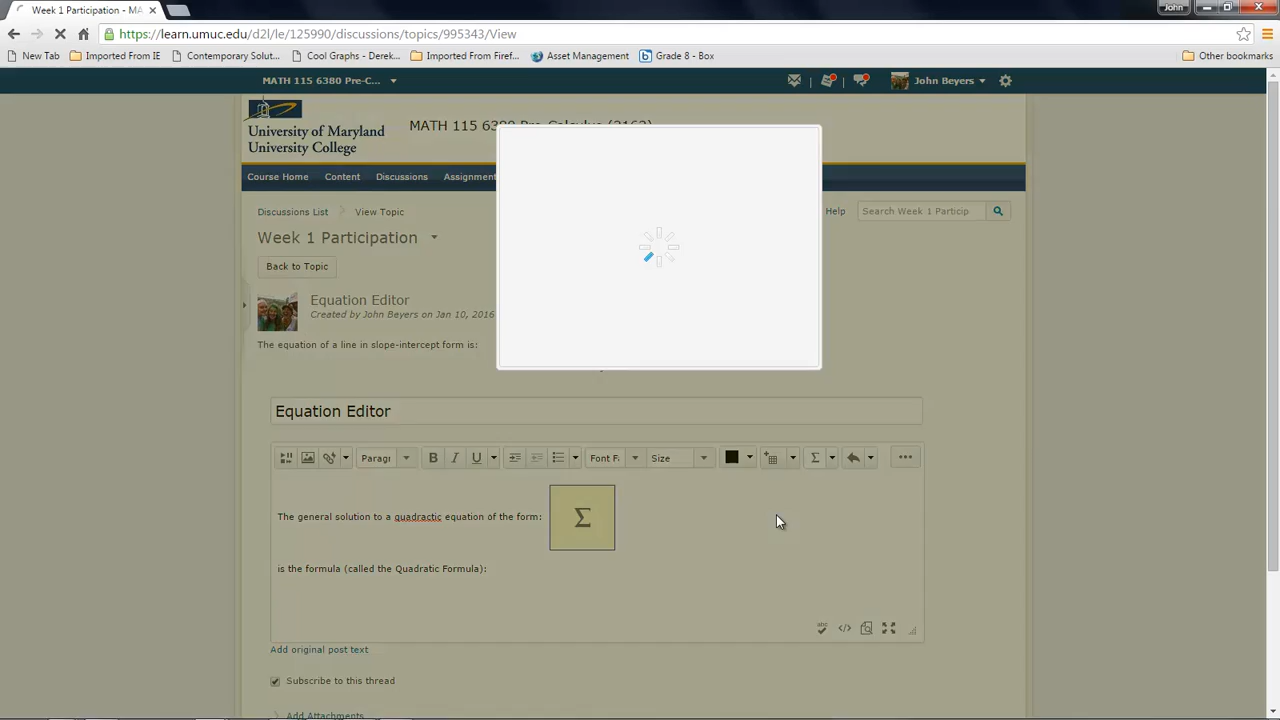 Week 1 Participation - MA
John
https://learn.umuc.edu/d2l/le/125990/discussions/topics/995343/View
New Tab Imported From IE Contemporary Solut... Cool Graphs - Derek... Imported From Firef... Asset Management Grade 8 - Box Other bookmarks
MATH 115 6380 Pre-C... John Beyers
University of Maryland
University College
MATH 115 6380 Pre-Calculus (2162)
Course Home Content Discussions Assignment
Discussions List View Topic Help Search Week 1 Particip
Week 1 Participation
Back to Topic
Equation Editor
Created by John Beyers on Jan 10, 2016
The equation of a line in slope-intercept form is:
Equation Editor
Paragr B I U Font F. Size Σ
The general solution to a quadractic equation of the form: Σ
is the formula (called the Quadratic Formula):
abc
Add original post text
Subscribe to this thread
Add Attachments